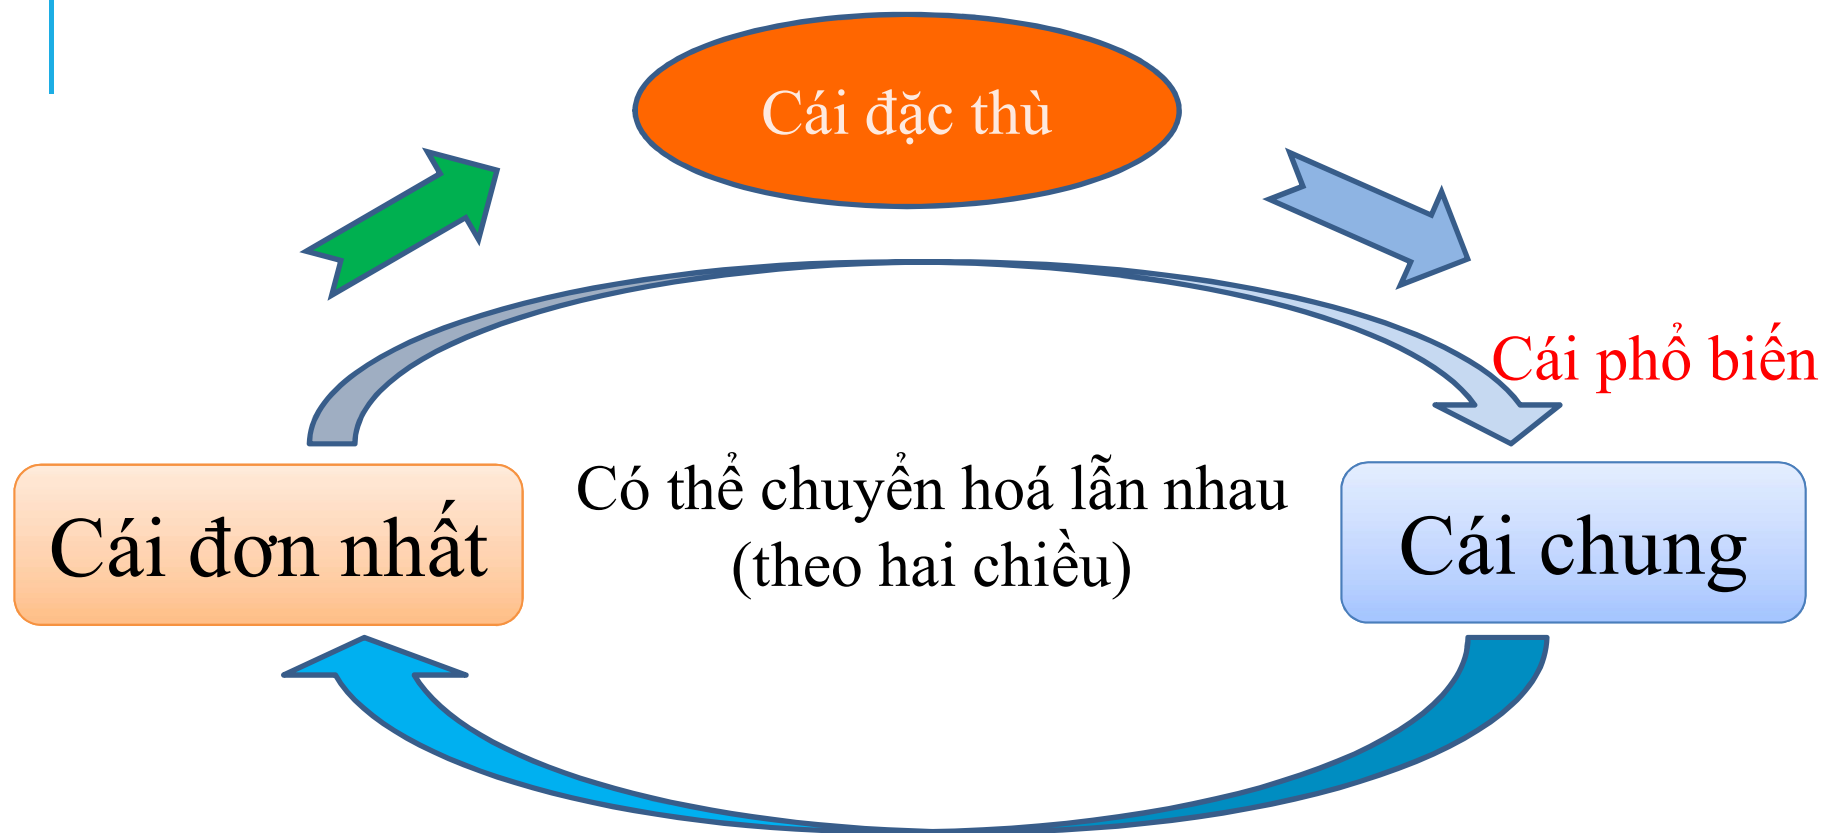 Cái đặc thù
Cái phổ biến
Có thể chuyển hoá lẫn nhau
(theo hai chiều)
Cái đơn nhất
Cái chung